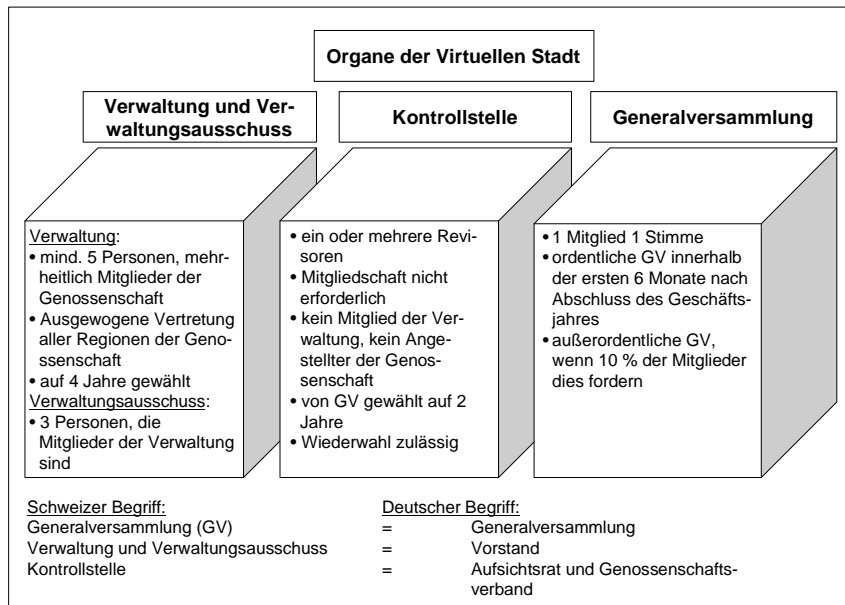 Organe der Virtuellen Stadt
Verwaltung und Ver-
waltungsausschuss
Kontrollstelle
Generalversammlung
Verwaltung:
• mind. 5 Personen, mehr-
heitlich Mitglieder der
Genossenschaft
• Ausgewogene Vertretung
aller Regionen der Geno-
ssenschaft
• auf 4 Jahre gewählt
Verwaltungsausschuss:
• 3 Personen, die
Mitglieder der Verwaltung
sind
• ein oder mehrere Revi-
soren
• Mitgliedschaft nicht
erforderlich
• kein Mitglied der Ver-
waltung, kein Ange-
stellter der Genos-
senschaft
• von GV gewählt auf 2
Jahre
• Wiederwahl zulässig
• 1 Mitglied 1 Stimme
• ordentliche GV innerhalb
der ersten 6 Monate nach
Abschluss des Geschäfts-
jahres
• außerordentliche GV,
wenn 10 % der Mitglieder
dies fordern
Schweizer Begriff: Deutscher Begriff:
Generalversammlung (GV) = Generalversammlung
Verwaltung und Verwaltungsausschuss = Vorstand
Kontrollstelle = Aufsichtsrat und Genossenschafts-
verband